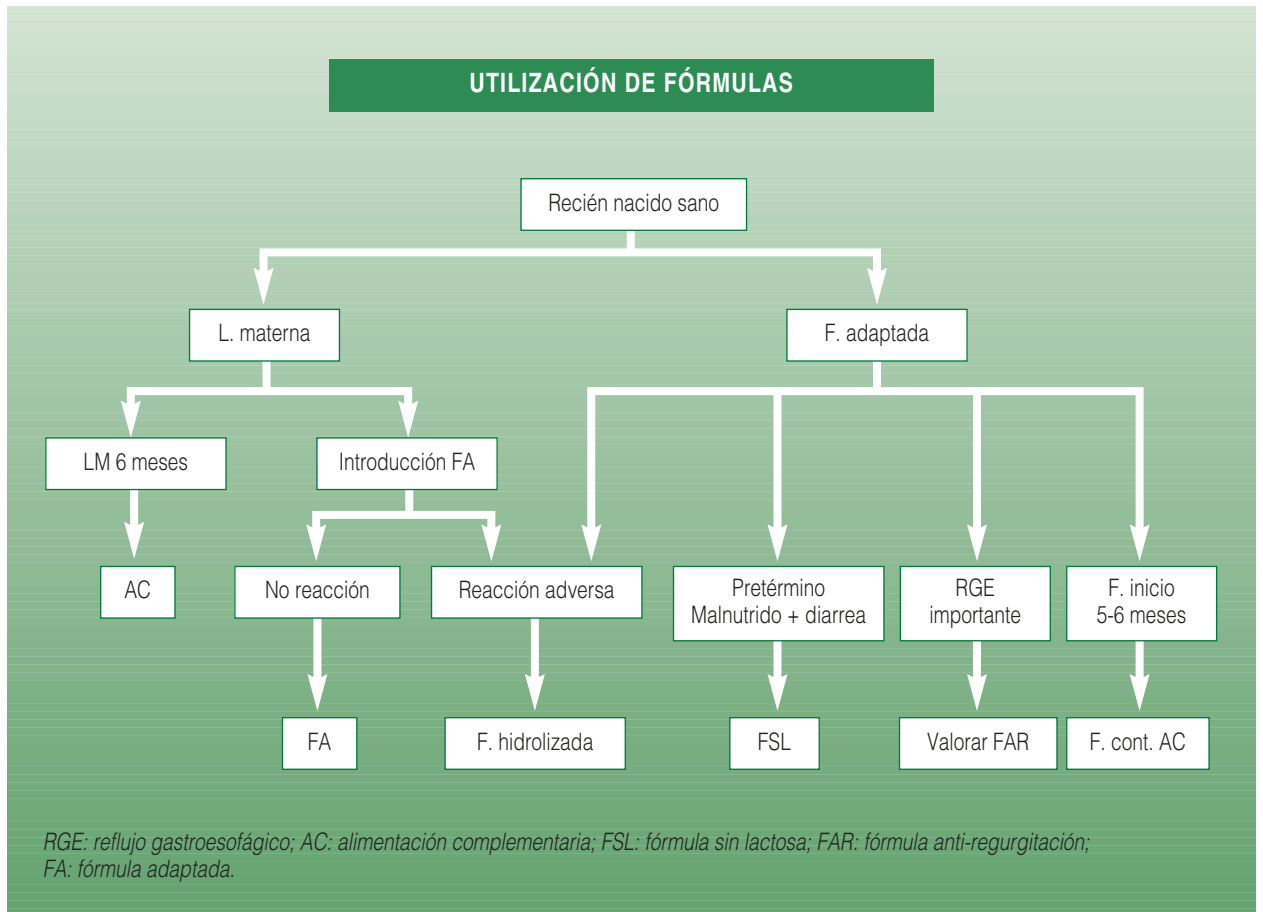 UTILIZACIÓN DE FÓRMULAS
Recién nacido sano
L. materna
F. adaptada
LM 6 meses
Introducción FA
AC
No reacción
Reacción adversa
Pretérmino
Malnutrido + diarrea
RGE
importante
F. inicio
5-6 meses
FA
F. hidrolizada
FSL
Valorar FAR
F. cont. AC
RGE: reflujo gastroesofágico; AC: alimentación complementaria; FSL: fórmula sin lactosa; FAR: fórmula anti-regurgitación;
FA: fórmula adaptada.